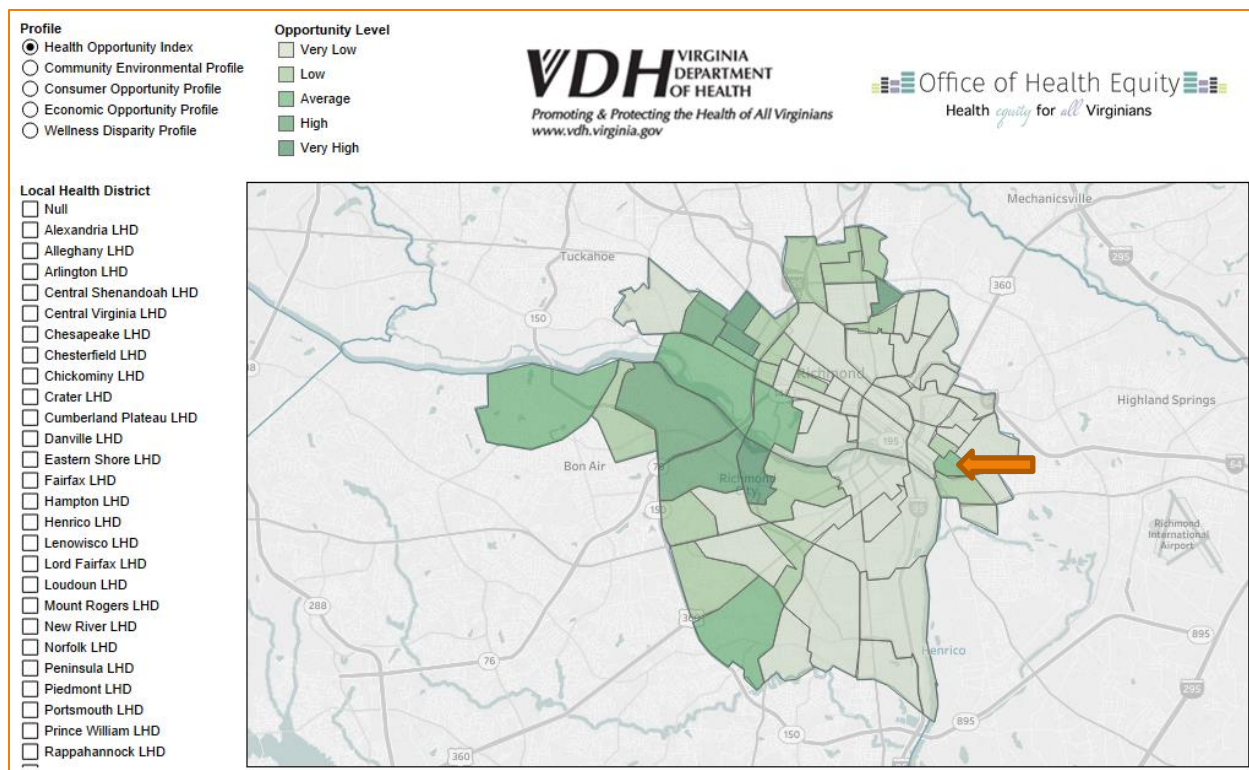 Profile
Health Opportunity Index
Community Environmental Profile
Consumer Opportunity Profile
Economic Opportunity Profile
Wellness Disparity Profile
Opportunity Level
Very Low
Low
Average
High
Very High
VDH VIRGINIA
DEPARTMENT
OF HEALTH
Promoting & Protecting the Health of All Virginians
www.vdh.virginia.gov
Office of Health Equity
Health equity for all Virginians
Local Health District
Null
Alexandria LHD
Alleghany LHD
Arlington LHD
Central Shenandoah LHD
Central Virginia LHD
Chesapeake LHD
Chesterfield LHD
Chickominy LHD
Crater LHD
Cumberland Plateau LHD
Danville LHD
Eastern Shore LHD
Fairfax LHD
Hampton LHD
Henrico LHD
Lenowisco LHD
Lord Fairfax LHD
Loudoun LHD
Mount Rogers LHD
New River LHD
Norfolk LHD
Peninsula LHD
Piedmont LHD
Portsmouth LHD
Prince William LHD
Rappahannock LHD
Mechanicsville
Tuckahoe
295
360
150
Richmond
Highland Springs
195
Bon Air
64
Richmond
City
150
95
Richmond
International
Airport
288
360
895
Henrico
76
295
895
150
360